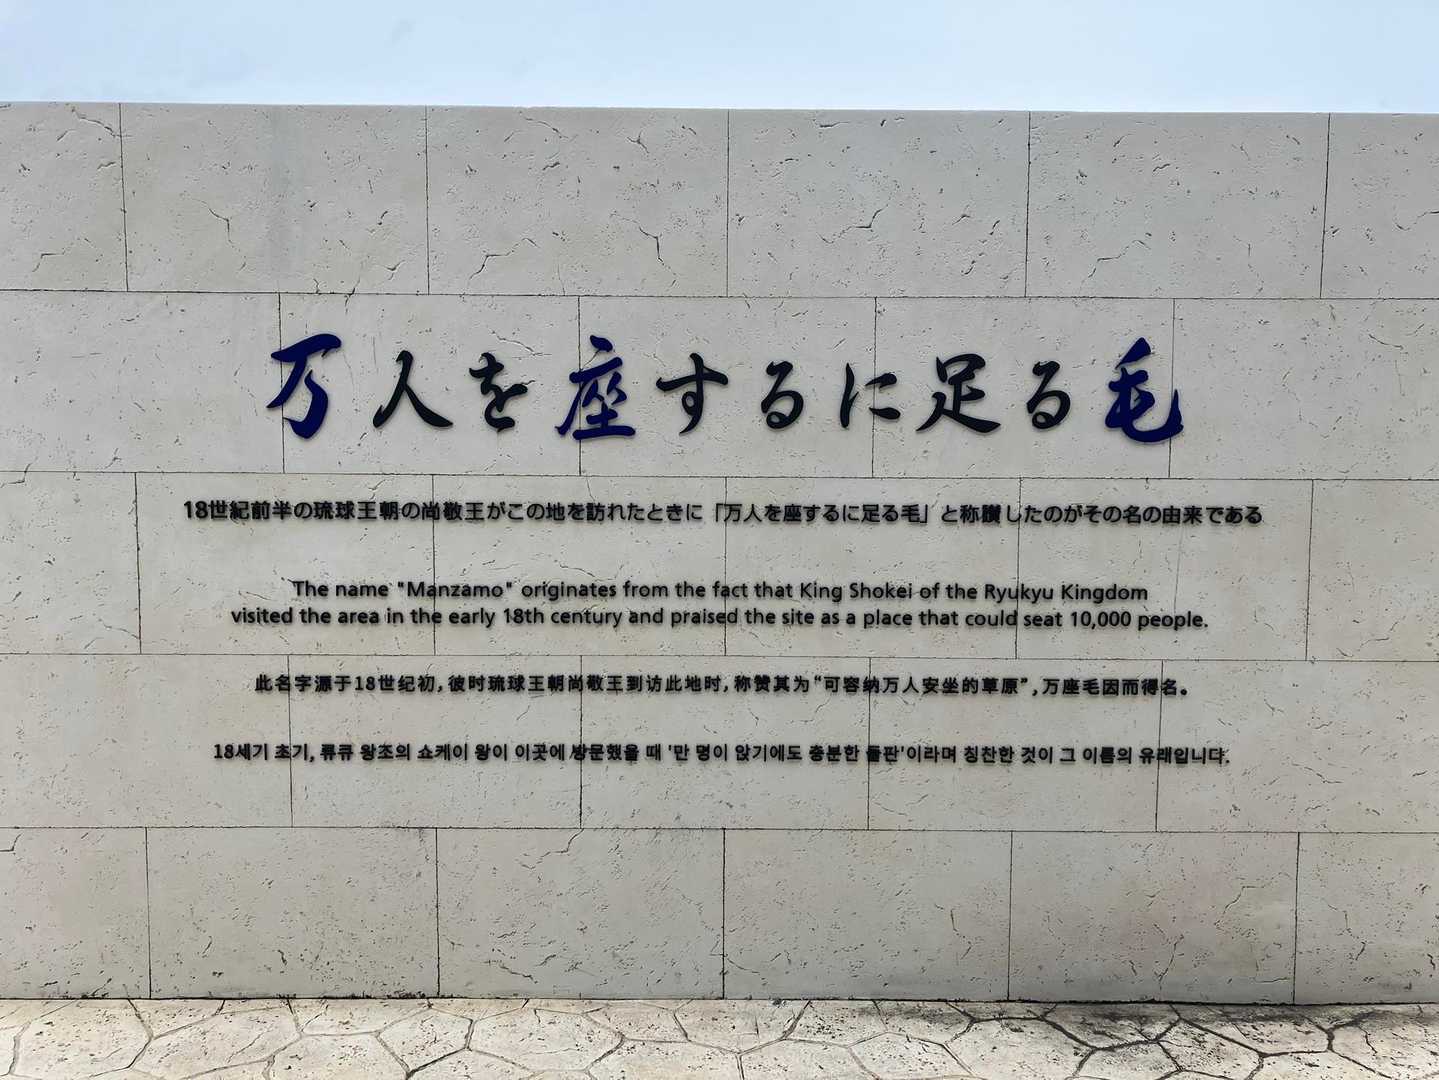 万人を座するに足る毛
18世紀前半の琉球王朝の尚敬王がこの地を訪れたときに「万人を座するに足る毛」と称讃したのがその名の由来である
The name "Manzamo" originates from the fact that King Shokei of the Ryukyu Kingdom
visited the area in the early 18th century and praised the site as a place that could seat 10,000 people.
此名字源于18世纪初，彼时琉球王朝尚敬王到访此地时，称赞其为“可容纳万人安坐的草原”，万座毛因而得名。
18세기 초기, 류큐 왕조의 쇼케이 왕이 이곳에 방문했을 때 '만 명이 앉기에도 충분한 들판'이라며 칭찬한 것이 그 이름의 유래입니다.